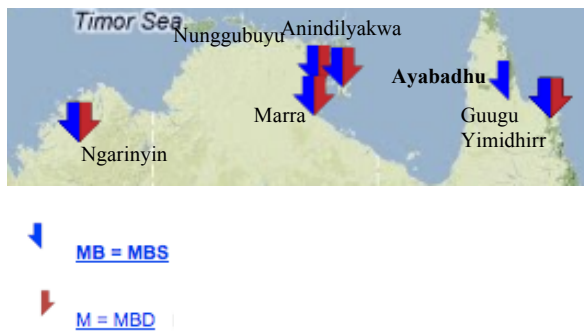 Timor Sea
Nunggubuyu
Anindilyakwa
Ayabadhu
Marra
Guugu
Yimidhirr
Ngarinyin
MB = MBS
M = MBD